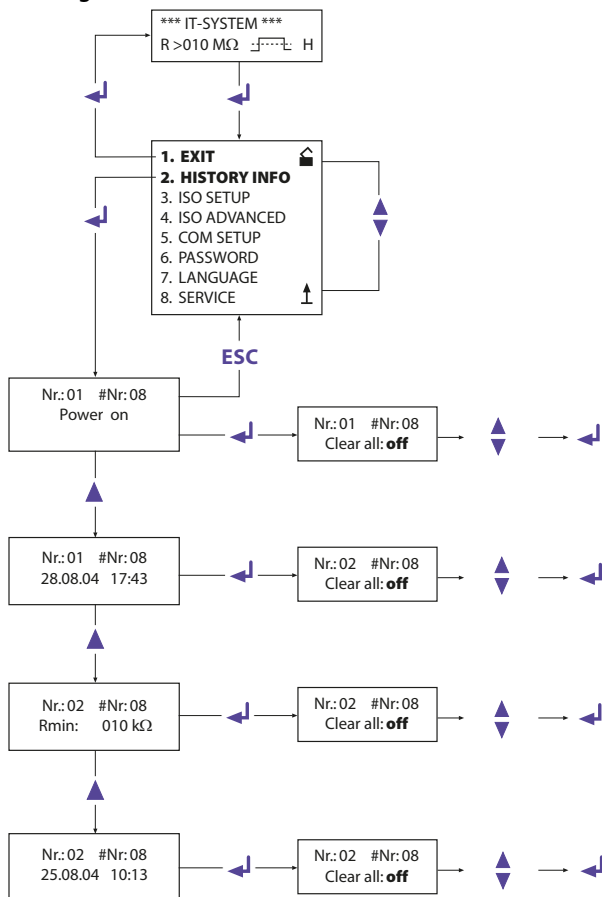 *** IT-SYSTEM ***
R >010 MΩ H
1. EXIT
2. HISTORY INFO
3. ISO SETUP
4. ISO ADVANCED
5. COM SETUP
6. PASSWORD
7. LANGUAGE
8. SERVICE
ESC
Nr.: 01 #Nr: 08
Power on
Nr.: 01 #Nr: 08
Clear all: off
Nr.: 01 #Nr: 08
28.08.04 17:43
Nr.: 02 #Nr: 08
Clear all: off
Nr.: 02 #Nr: 08
Rmin: 010 kΩ
Nr.: 02 #Nr: 08
Clear all: off
Nr.: 02 #Nr: 08
25.08.04 10:13
Nr.: 02 #Nr: 08
Clear all: off